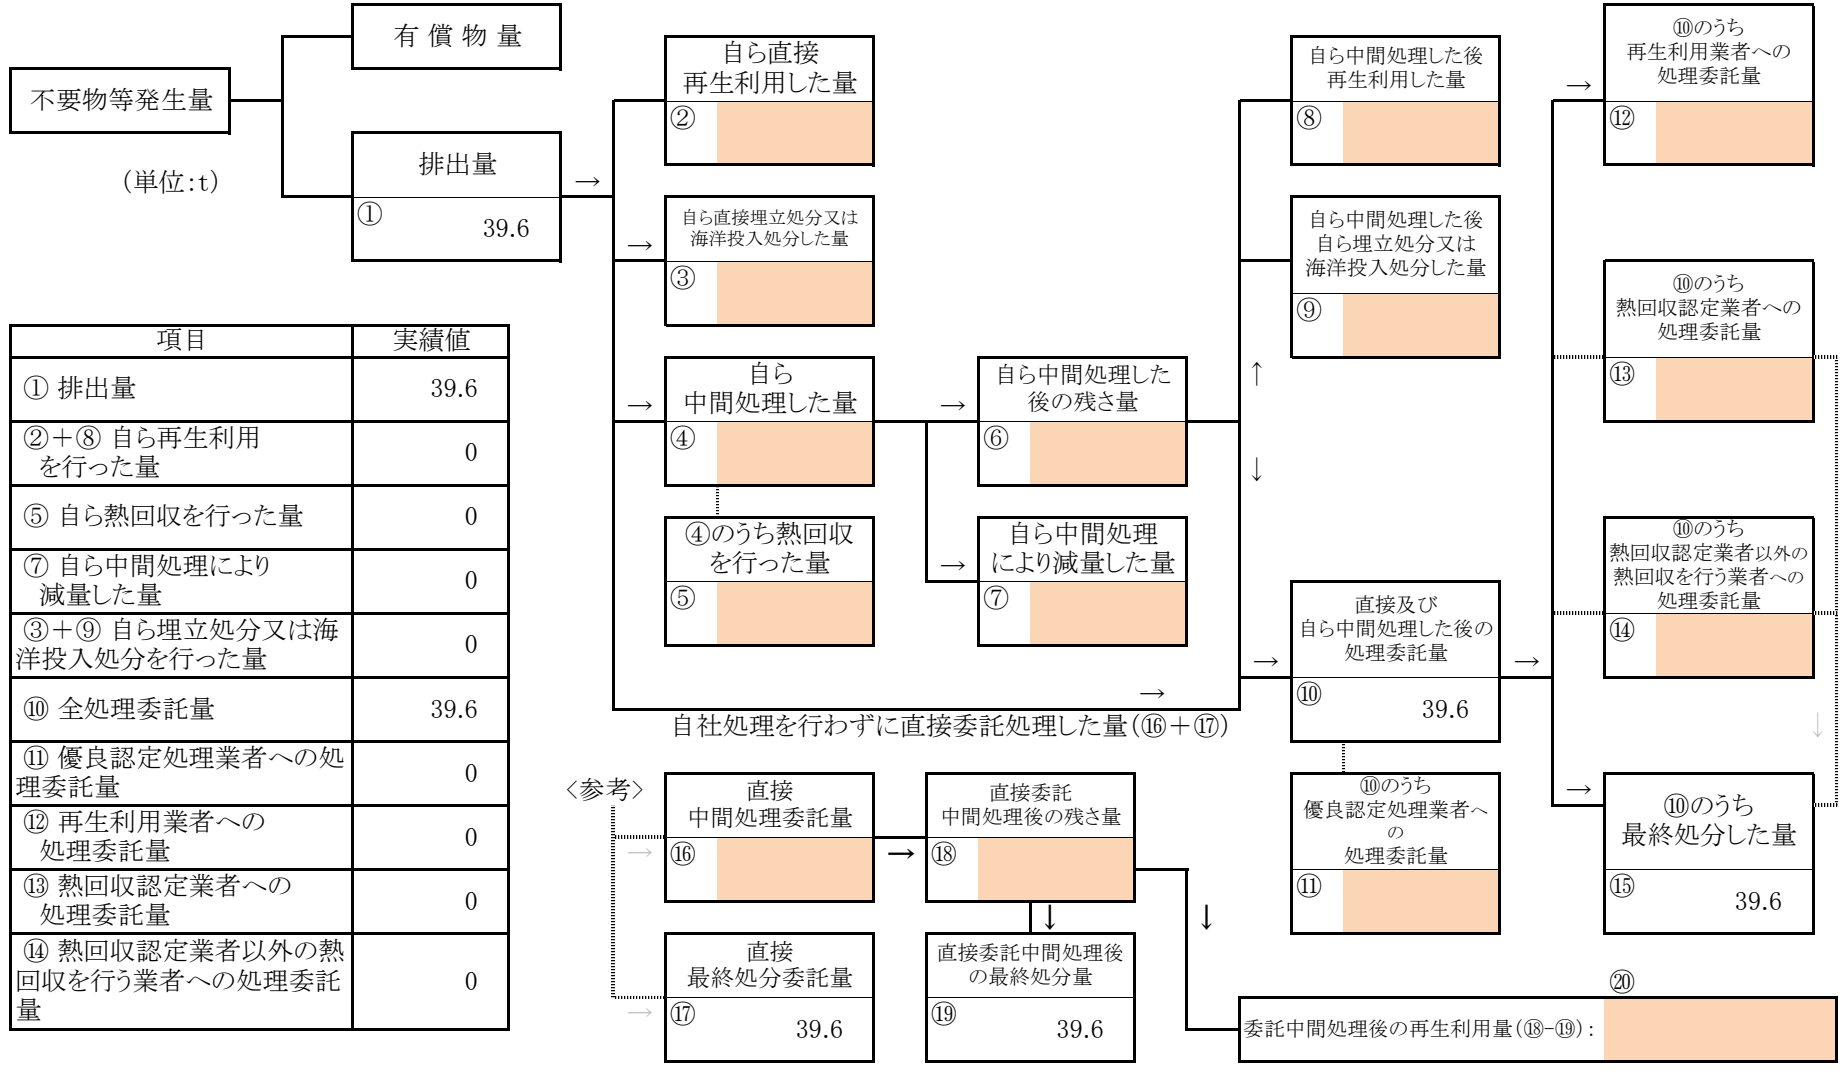 不要物等発生量
(単位:t)
有償物量
排出量
→
①
39.6
自ら直接
再生利用した量
②
自ら直接埋立処分又は
海洋投入処分した量
→
③
自ら
中間処理した量
→
④
④のうち熱回収
を行った量
⑤
自ら中間処理した
後の残さ量
→
⑥
自ら中間処理
により減量した量
→
⑦
自ら中間処理した後
再生利用した量
⑧
自ら中間処理した後
自ら埋立処分又は
海洋投入処分した量
⑨
↑
↓
直接及び
自ら中間処理した後の
処理委託量
→
→
⑩
39.6
→
自社処理を行わずに直接委託処理した量(⑯+⑰)
⑩のうち
優良認定処理業者へ
の
処理委託量
⑪
⑩のうち
再生利用業者への
処理委託量
→
⑫
⑩のうち
熱回収認定業者への
処理委託量
⑬
⑩のうち
熱回収認定業者以外の
熱回収を行う業者への
処理委託量
⑭
↓
⑩のうち
最終処分した量
→
⑮
39.6
項目 実績値
① 排出量 39.6
②+⑧ 自ら再生利用
を行った量 0
⑤ 自ら熱回収を行った量 0
⑦ 自ら中間処理により
減量した量 0
③+⑨ 自ら埋立処分又は海
洋投入処分を行った量 0
⑩ 全処理委託量 39.6
⑪ 優良認定処理業者への処
理委託量 0
⑫ 再生利用業者への
処理委託量 0
⑬ 熱回収認定業者への
処理委託量 0
⑭ 熱回収認定業者以外の熱
回収を行う業者への処理委託
量 0
<参考>
直接
中間処理委託量
→
⑯
直接
最終処分委託量
→
⑰
39.6
直接委託
中間処理後の残さ量
→
⑱
↓
↓
直接委託中間処理後
の最終処分量
⑲
39.6
⑳
委託中間処理後の再生利用量(⑱-⑲):